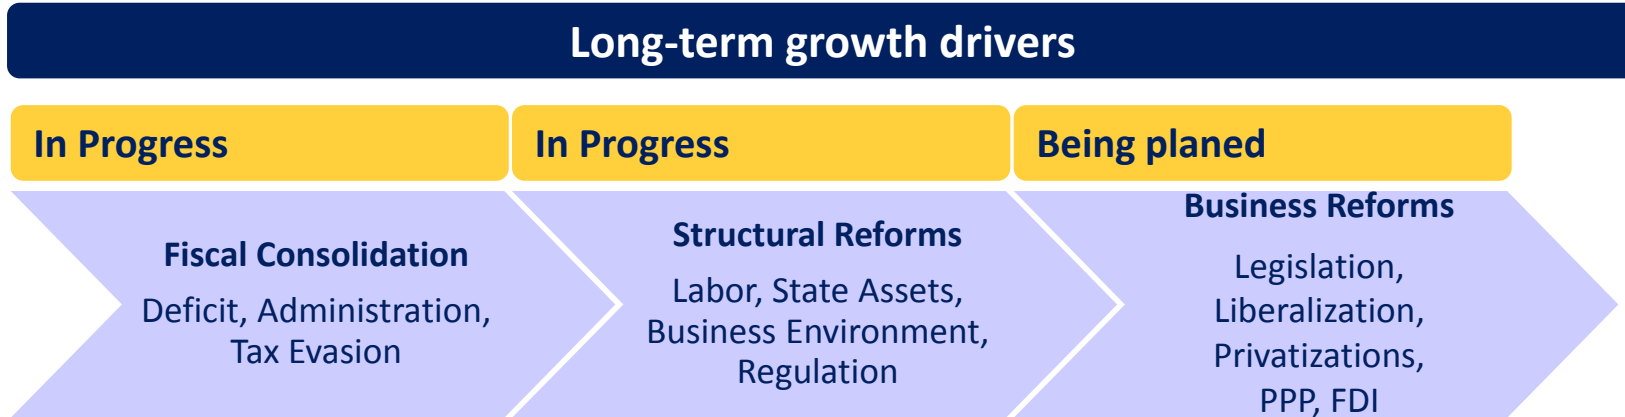 Long-term growth drivers
In Progress
In Progress
Being planed
Fiscal Consolidation
Deficit, Administration,
Tax Evasion
Structural Reforms
Labor, State Assets,
Business Environment,
Regulation
Business Reforms
Legislation,
Liberalization,
Privatizations,
PPP, FDI